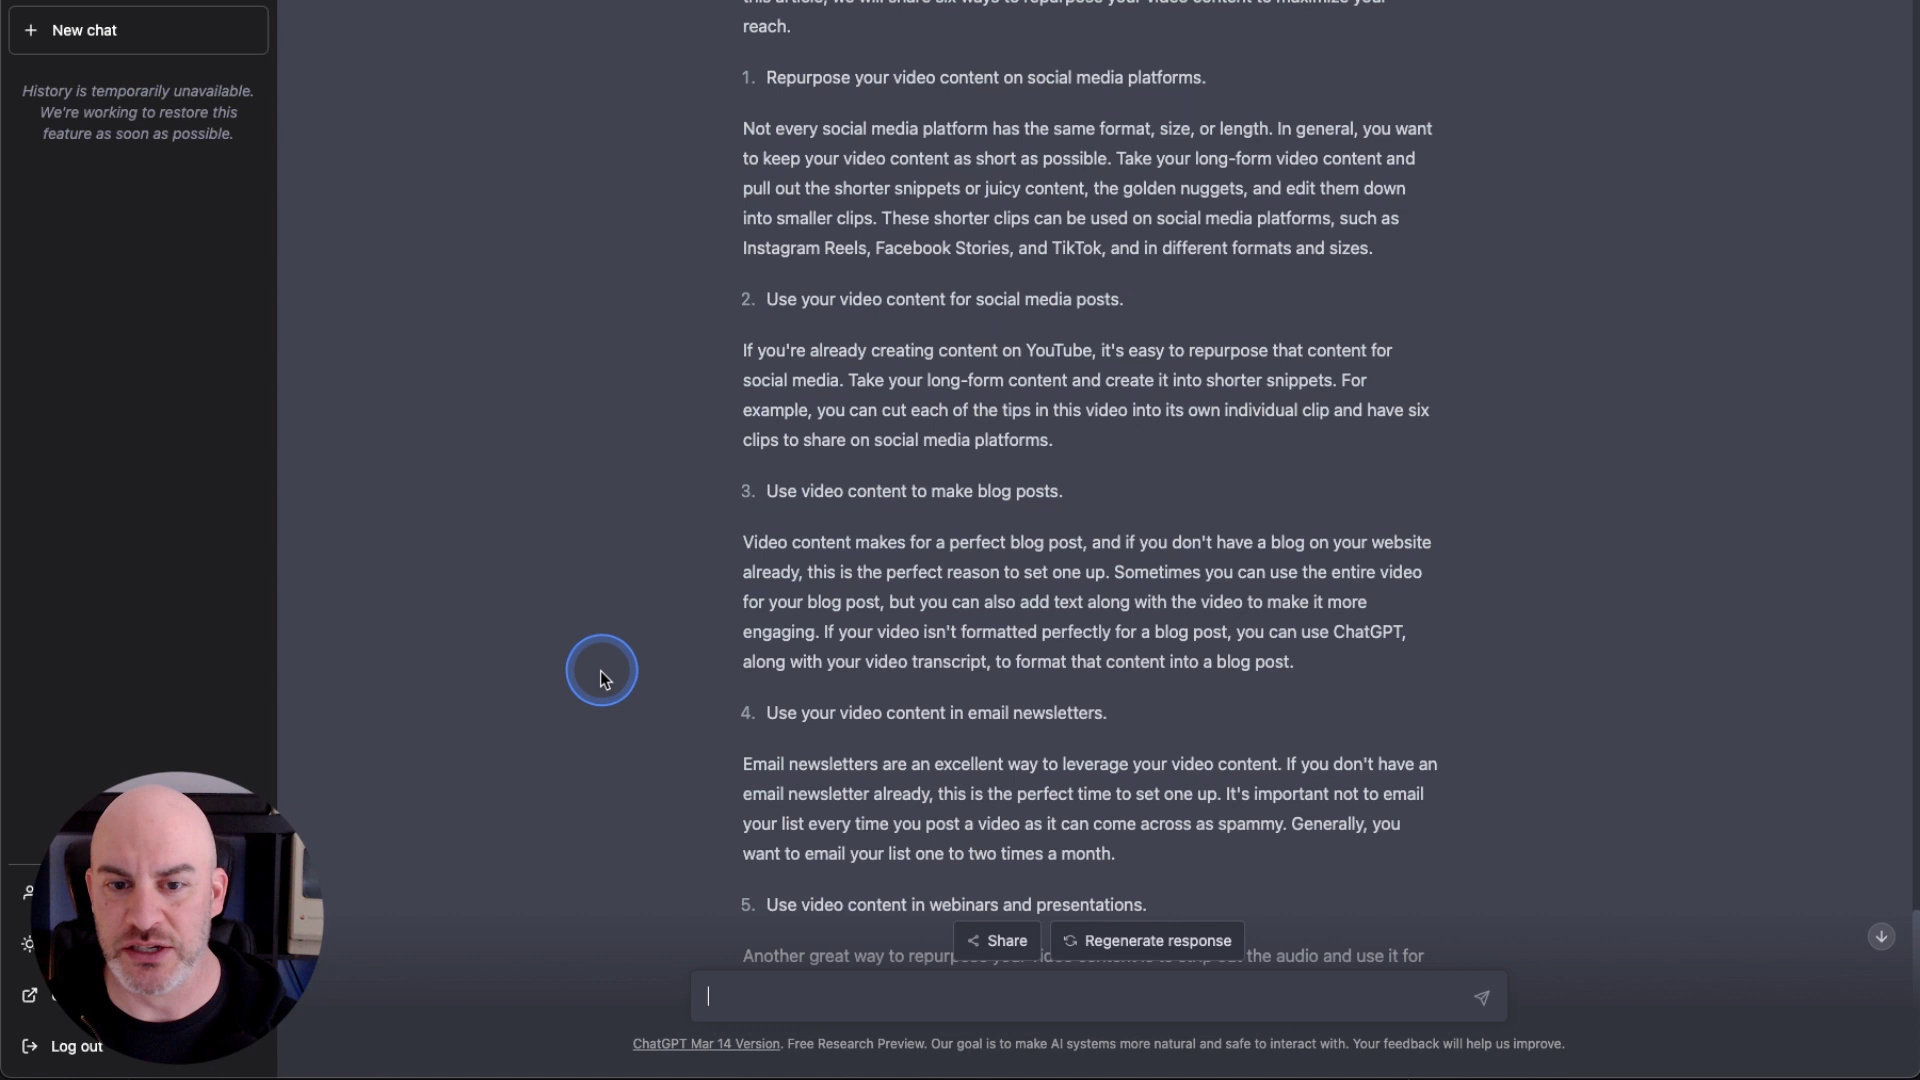 New chat
History is temporarily unavailable.
We're working to restore this
feature as soon as possible.
reach.
1. Repurpose your video content on social media platforms.
Not every social media platform has the same format, size, or length. In general, you want
to keep your video content as short as possible. Take your long-form video content and
pull out the shorter snippets or juicy content, the golden nuggets, and edit them down
into smaller clips. These shorter clips can be used on social media platforms, such as
Instagram Reels, Facebook Stories, and TikTok, and in different formats and sizes.
2. Use your video content for social media posts.
If you're already creating content on YouTube, it's easy to repurpose that content for
social media. Take your long-form content and create it into shorter snippets. For
example, you can cut each of the tips in this video into its own individual clip and have six
clips to share on social media platforms.
3. Use video content to make blog posts.
Video content makes for a perfect blog post, and if you don't have a blog on your website
already, this is the perfect reason to set one up. Sometimes you can use the entire video
for your blog post, but you can also add text along with the video to make it more
engaging. If your video isn't formatted perfectly for a blog post, you can use ChatGPT,
along with your video transcript, to format that content into a blog post.
4. Use your video content in email newsletters.
Email newsletters are an excellent way to leverage your video content. If you don't have an
email newsletter already, this is the perfect time to set one up. It's important not to email
your list every time you post a video as it can come across as spammy. Generally, you
want to email your list one to two times a month.
5. Use video content in webinars and presentations.
Share
Regenerate response
Another great way to the audio and use it for
ChatGPT Mar 14 Version. Free Research Preview. Our goal is to make AI systems more natural and safe to interact with. Your feedback will help us improve.
Log out